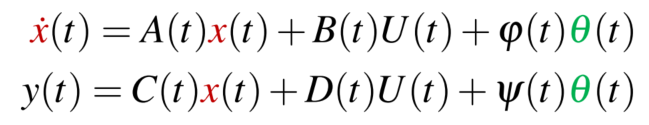 ẋ(t) = A(t)x(t) + B(t)U(t) + φ(t)θ(t)
y(t) = C(t)x(t) + D(t)U(t) + ψ(t)θ(t)